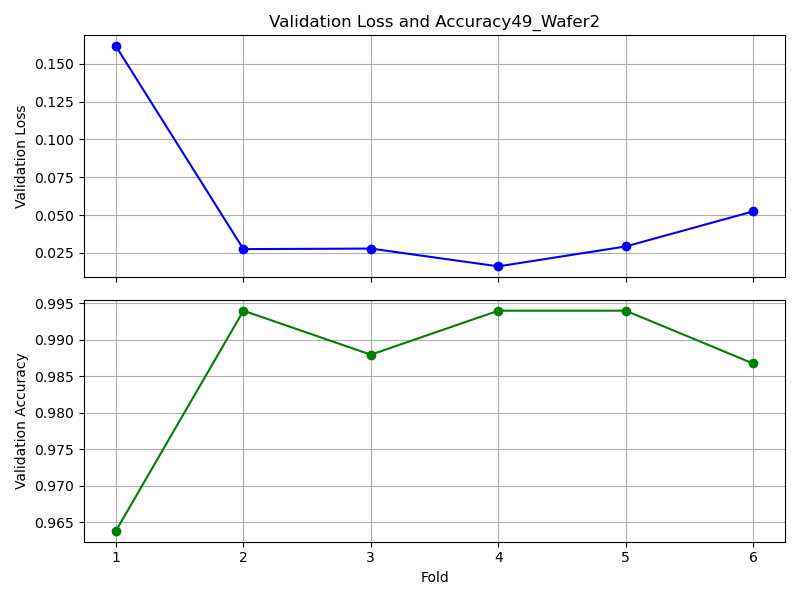 Validation Loss and Accuracy49_Wafer2
Validation Loss
0.150
0.125
0.100
0.075
0.050
0.025
Validation Accuracy
0.995
0.990
0.985
0.980
0.975
0.970
0.965
1 2 3 4 5 6
Fold